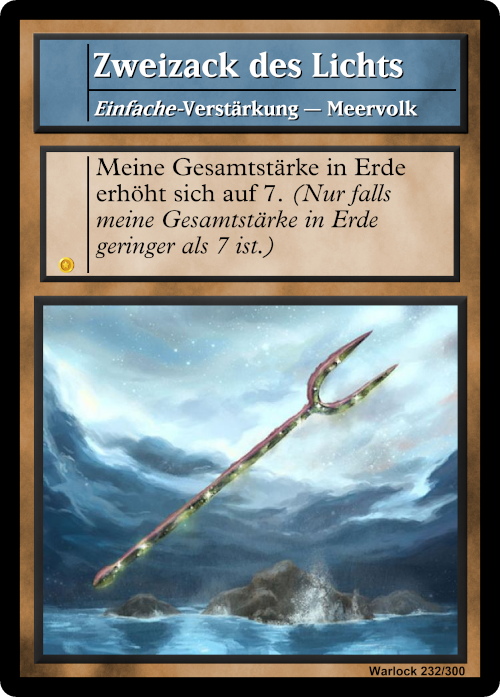 Zweizack des Lichts
Einfache-Verstärkung — Meervolk
Meine Gesamtstärke in Erde
erhöht sich auf 7. (Nur falls
meine Gesamtstärke in Erde
geringer als 7 ist.)
Warlock 232/300